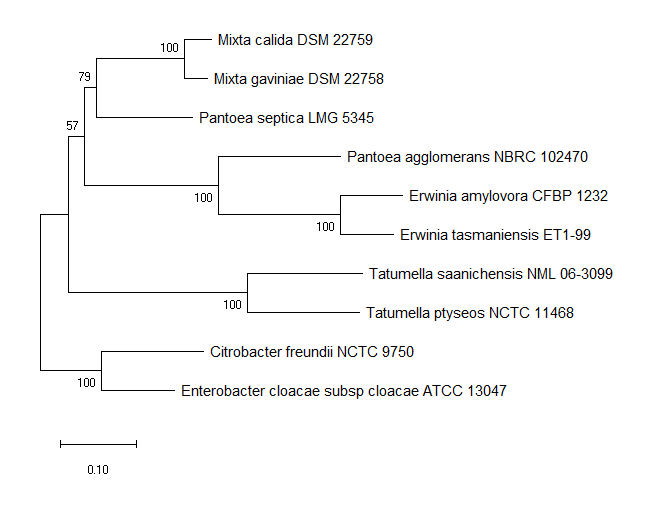 Mixta calida DSM 22759
100
Mixta gaviniae DSM 22758
79
Pantoea septica LMG 5345
57
Pantoea agglomerans NBRC 102470
100
Erwinia amylovora CFBP 1232
100
Erwinia tasmaniensis ET1-99
Tatumella saanichensis NML 06-3099
100
Tatumella ptyseos NCTC 11468
Citrobacter freundii NCTC 9750
100
Enterobacter cloacae subsp cloacae ATCC 13047
0.10